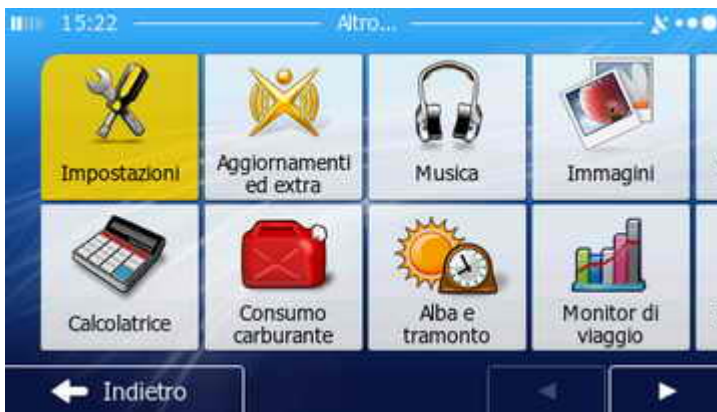 15:22
Altro...
Impostazioni
Aggiornamenti
ed extra
Musica
Immagini
Calcolatrice
Consumo
carburante
Alba e
tramonto
Monitor di
viaggio
Indietro